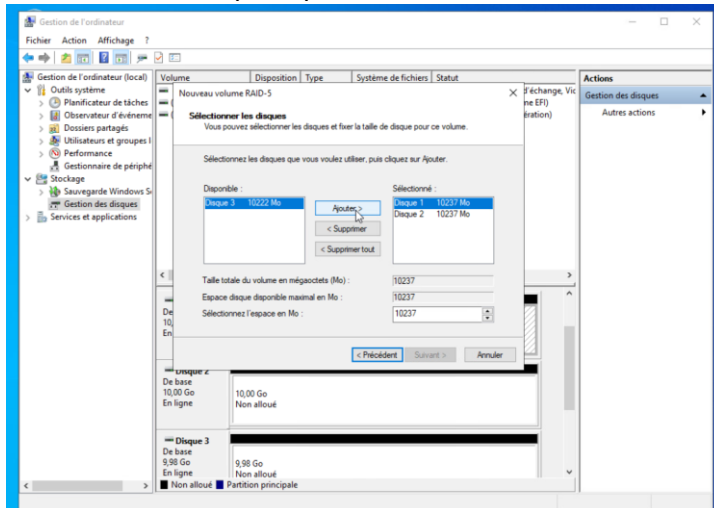 Gestion de l'ordinateur
Fichier Action Affichage ?
Gestion de l'ordinateur (local)
Outils système
Planificateur de tâches
Observateur d'événeme
Dossiers partagés
Utilisateurs et groupes l
Performance
Gestionnaire de périphé
Stockage
Sauvegarde Windows S
Gestion des disques
Services et applications
Volume Disposition Type Système de fichiers Statut
d'échange, Vic
ne EFI)
ération)
Actions
Gestion des disques
Autres actions
Nouveau volume RAID-5
Sélectionner les disques
Vous pouvez sélectionner les disques et fixer la taille de disque pour ce volume.
Sélectionnez les disques que vous voulez utiliser, puis cliquez sur Ajouter.
Disponible :
Disque 3 10222 Mo
Ajouter >
< Supprimer
< Supprimer tout
Sélectionné :
Disque 1 10237 Mo
Disque 2 10237 Mo
Taille totale du volume en mégaoctets (Mo) : 10237
Espace disque disponible maximal en Mo : 10237
Sélectionnez l'espace en Mo : 10237
< Précédent Suivant > Annuler
De
10,
En
Disque 2
De base
10,00 Go
En ligne
10,00 Go
Non alloué
Disque 3
De base
9,98 Go
En ligne
9,98 Go
Non alloué
Non alloué Partition principale